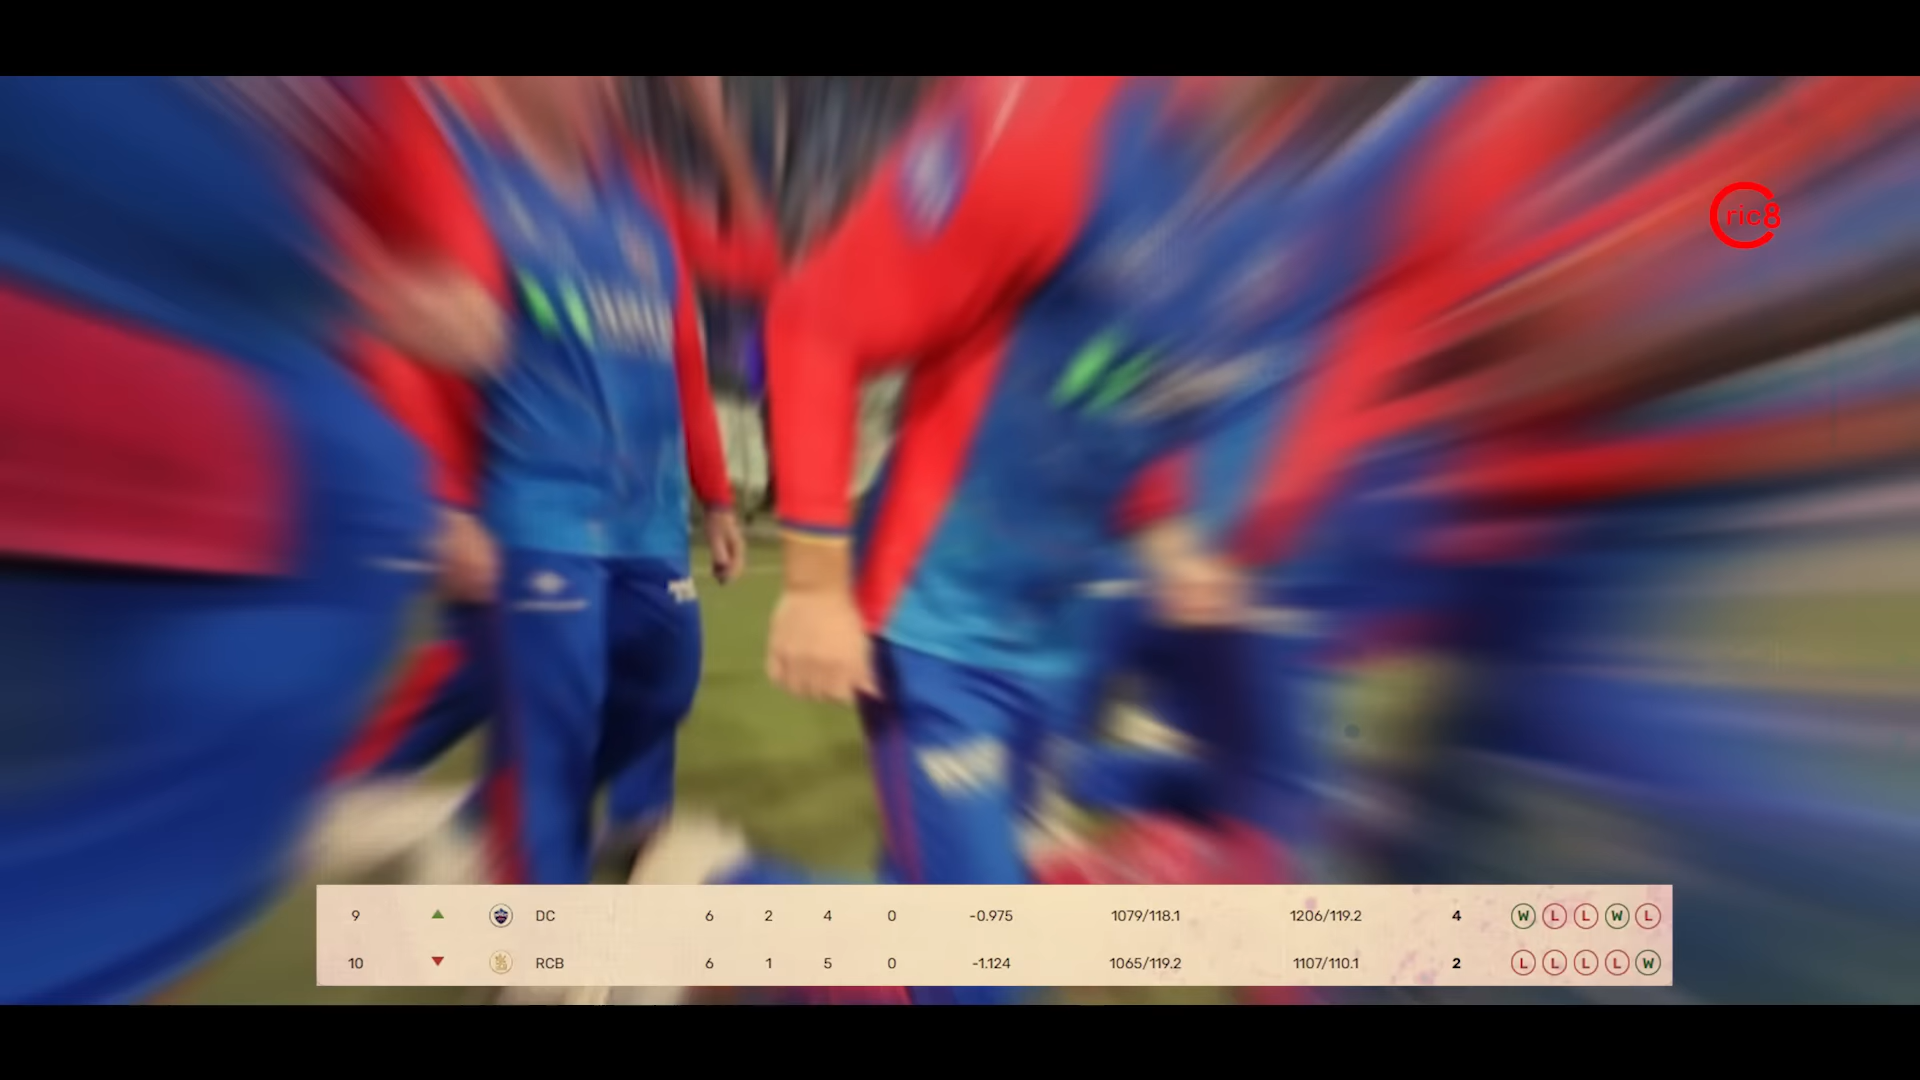 Cric8
9 DC 6 2 4 0 -0.975 1079/118.1 1206/119.2 4 W L L W L
10 RCB 6 1 5 0 -1.124 1065/119.2 1107/110.1 2 L L L L W